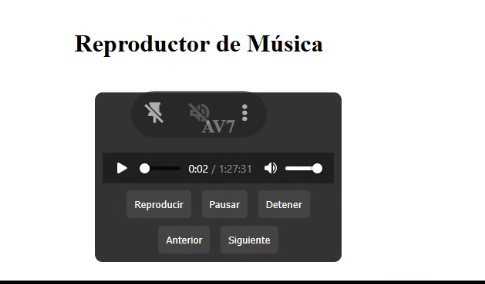 Reproductor de Música
AV7
0:02 / 1:27:31
Reproducir Pausar Detener
Anterior Siguiente